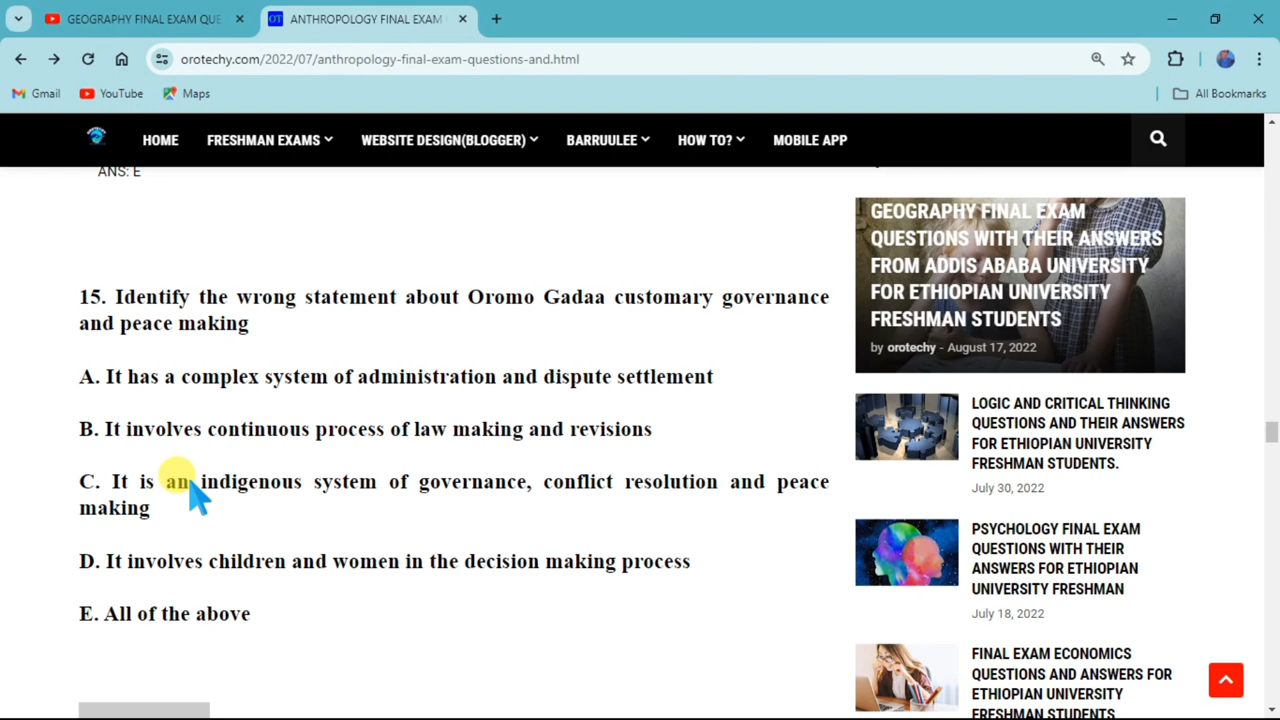 GEOGRAPHY FINAL EXAM QUE
OT
ANTHROPOLOGY FINAL EXAM
orotechy.com/2022/07/anthropology-final-exam-questions-and.html
Gmail
YouTube
Maps
All Bookmarks
HOME
FRESHMAN EXAMS
WEBSITE DESIGN(BLOGGER)
BARRUULEE
HOW TO?
MOBILE APP
ANS: E
15. Identify the wrong statement about Oromo Gadaa customary governance
and peace making
A. It has a complex system of administration and dispute settlement
B. It involves continuous process of law making and revisions
C. It is an indigenous system of governance, conflict resolution and peace
making
D. It involves children and women in the decision making process
E. All of the above
GEOGRAPHY FINAL EXAM
QUESTIONS WITH THEIR ANSWERS
FROM ADDIS ABABA UNIVERSITY
FOR ETHIOPIAN UNIVERSITY
FRESHMAN STUDENTS
by orotechy - August 17, 2022
LOGIC AND CRITICAL THINKING
QUESTIONS AND THEIR ANSWERS
FOR ETHIOPIAN UNIVERSITY
FRESHMAN STUDENTS.
July 30, 2022
PSYCHOLOGY FINAL EXAM
QUESTIONS WITH THEIR
ANSWERS FOR ETHIOPIAN
UNIVERSITY FRESHMAN
July 18, 2022
FINAL EXAM ECONOMICS
QUESTIONS AND ANSWERS FOR
ETHIOPIAN UNIVERSITY
FRESHMAN STUDENTS